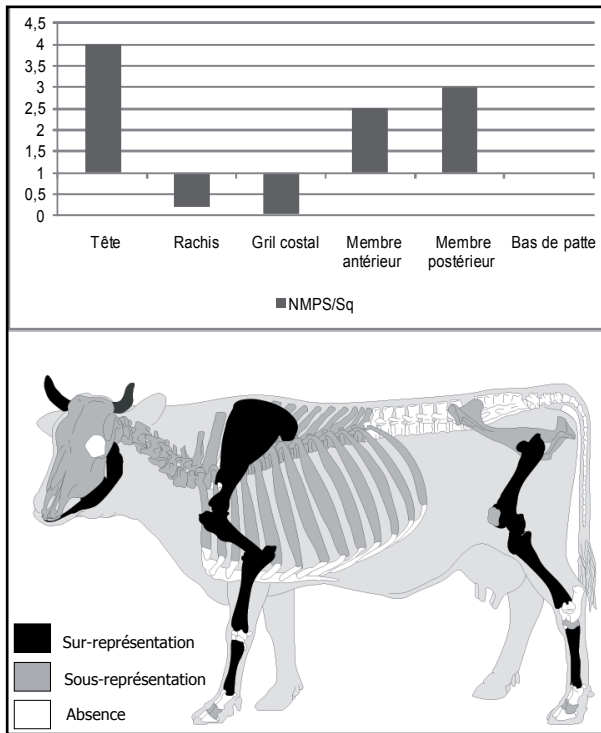 4,5
4
3,5
3
2,5
2
1,5
1
0,5
0
Tête
Rachis
Gril costal
Membre
antérieur
Membre
postérieur
Bas de patte
NMPS/Sq
Sur-représentation
Sous-représentation
Absence